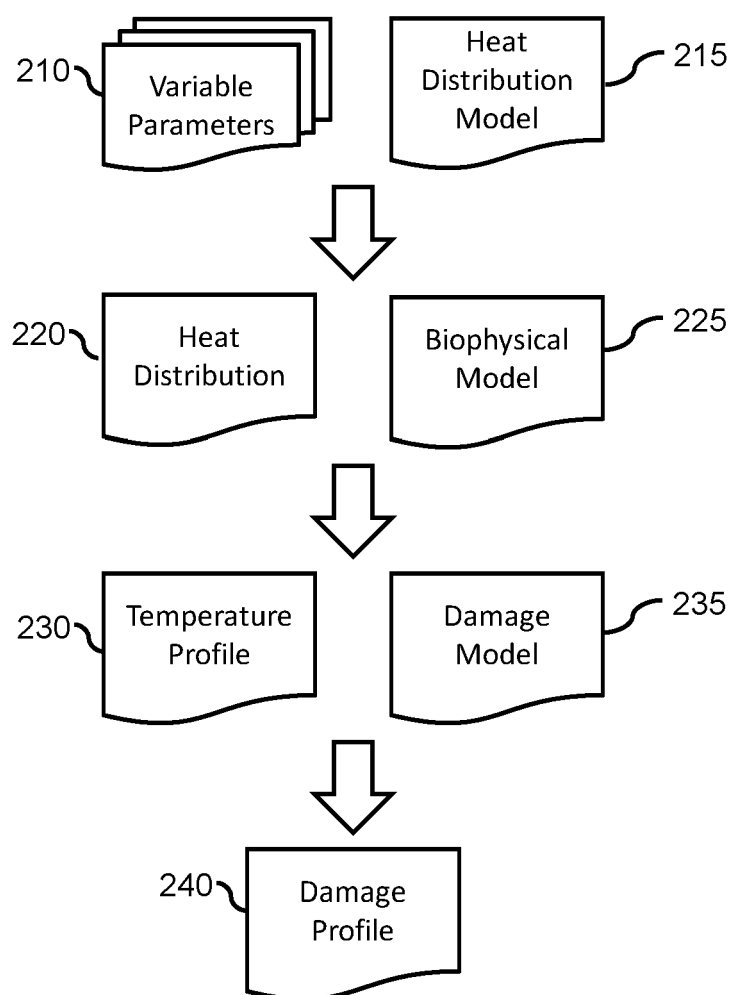 210
Variable
Parameters
Heat
Distribution
Model
215
220
Heat
Distribution
Biophysical
Model
225
230
Temperature
Profile
Damage
Model
235
240
Damage
Profile